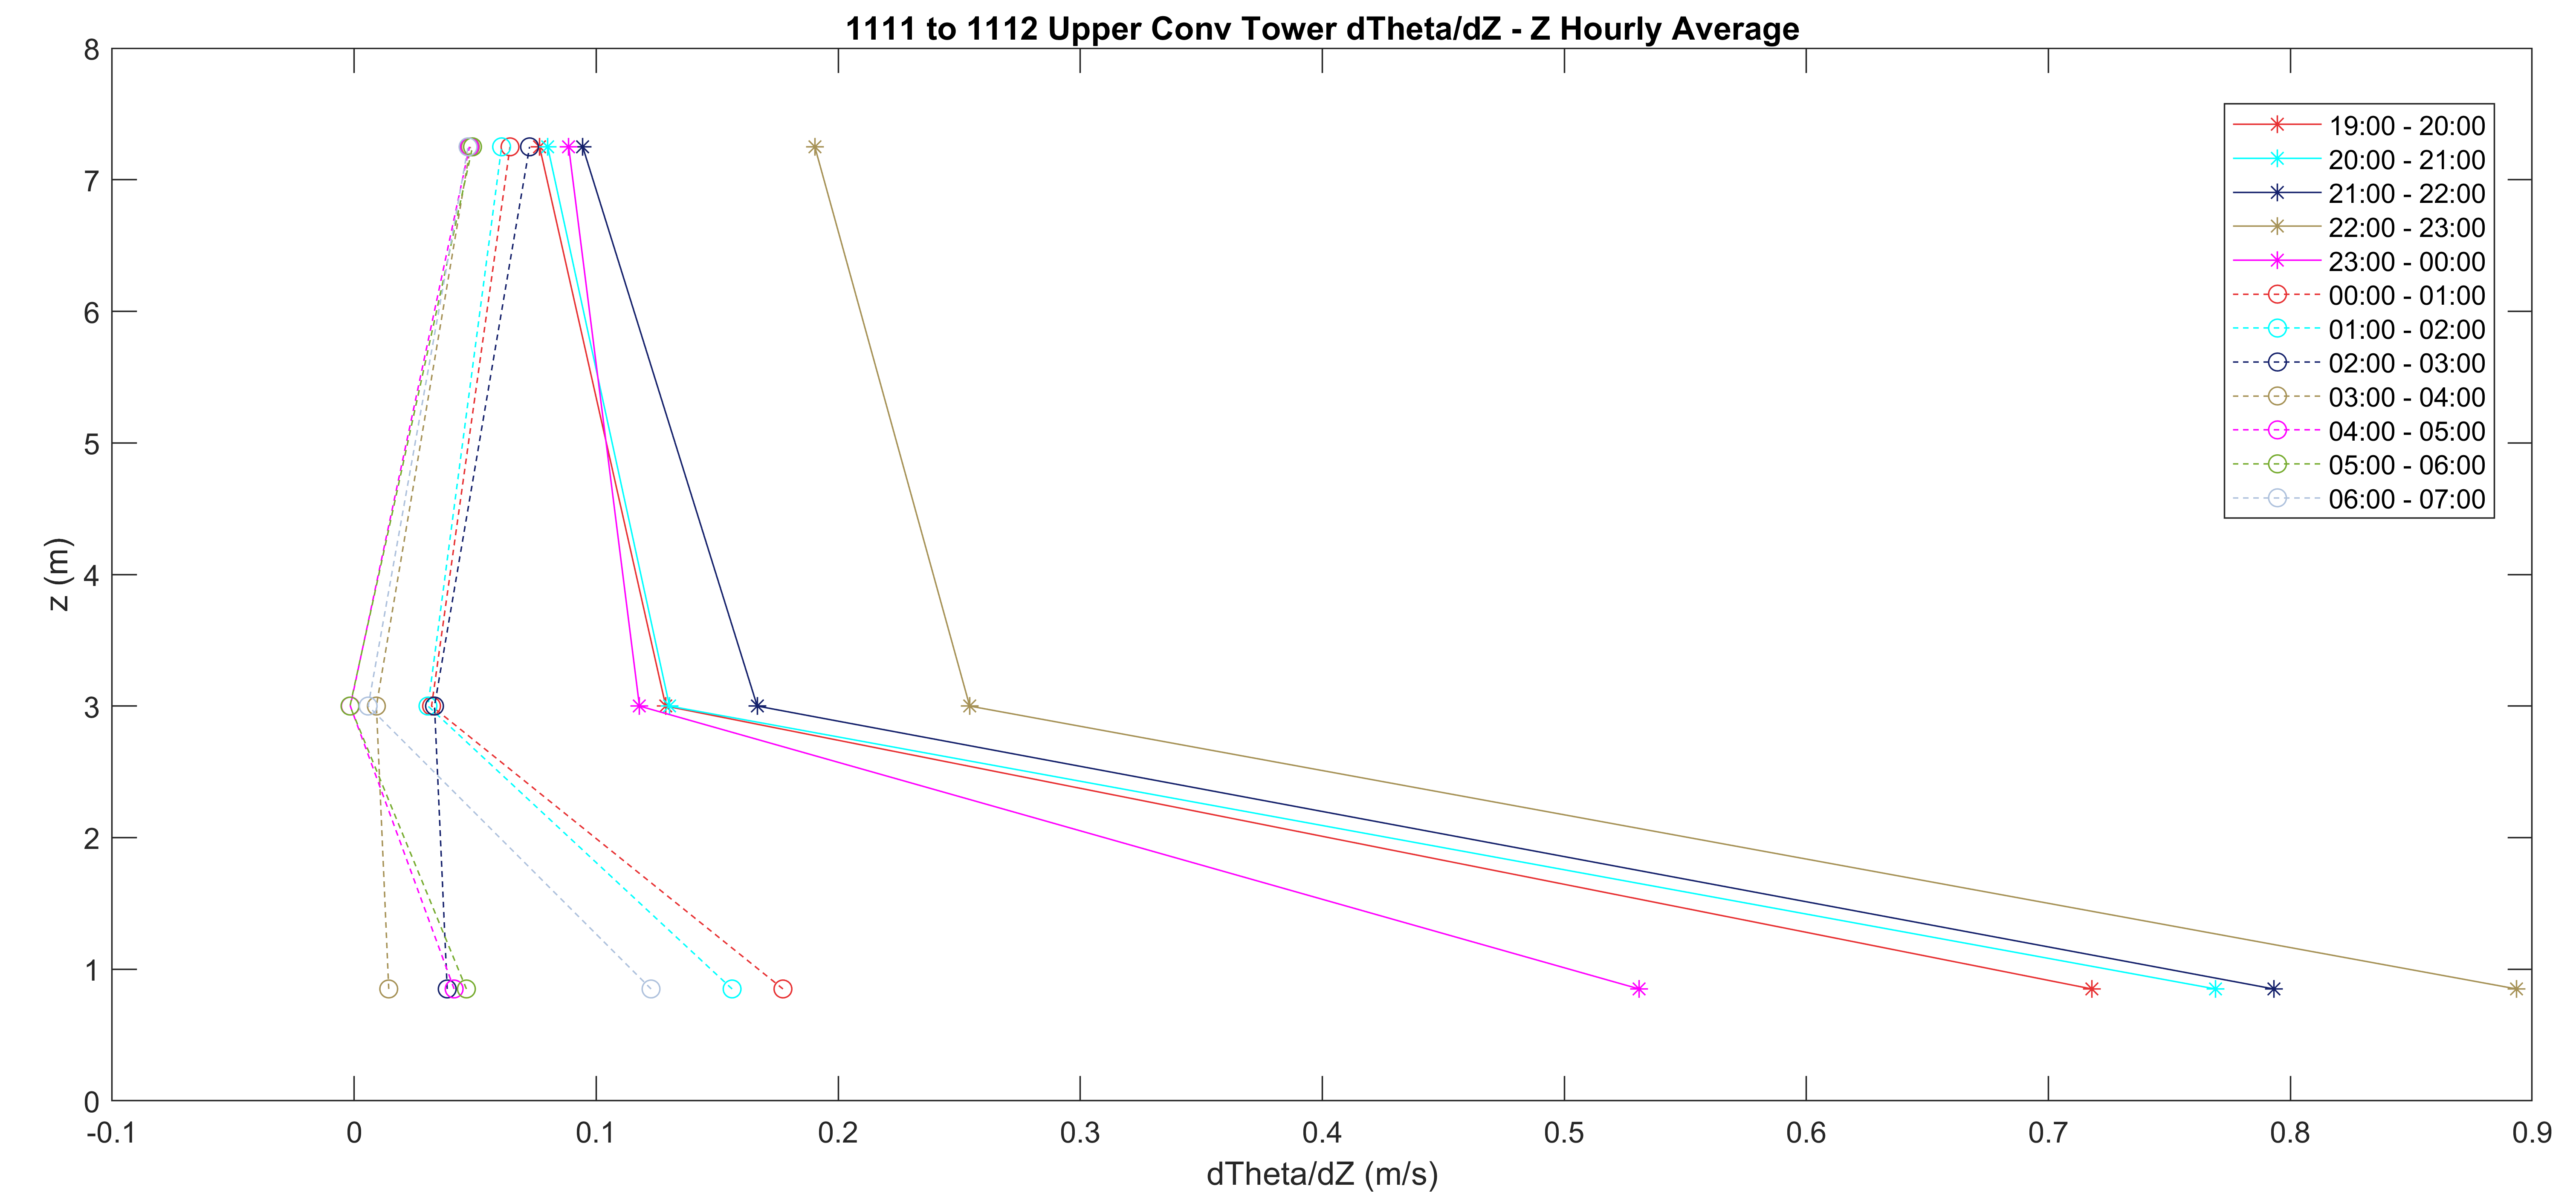 1111 to 1112 Upper Conv Tower dTheta/dZ - Z Hourly Average
8
7
6
5
4
3
2
1
0
z (m)
-0.1 0 0.1 0.2 0.3 0.4 0.5 0.6 0.7 0.8 0.9
dTheta/dZ (m/s)
19:00 - 20:00
20:00 - 21:00
21:00 - 22:00
22:00 - 23:00
23:00 - 00:00
00:00 - 01:00
01:00 - 02:00
02:00 - 03:00
03:00 - 04:00
04:00 - 05:00
05:00 - 06:00
06:00 - 07:00